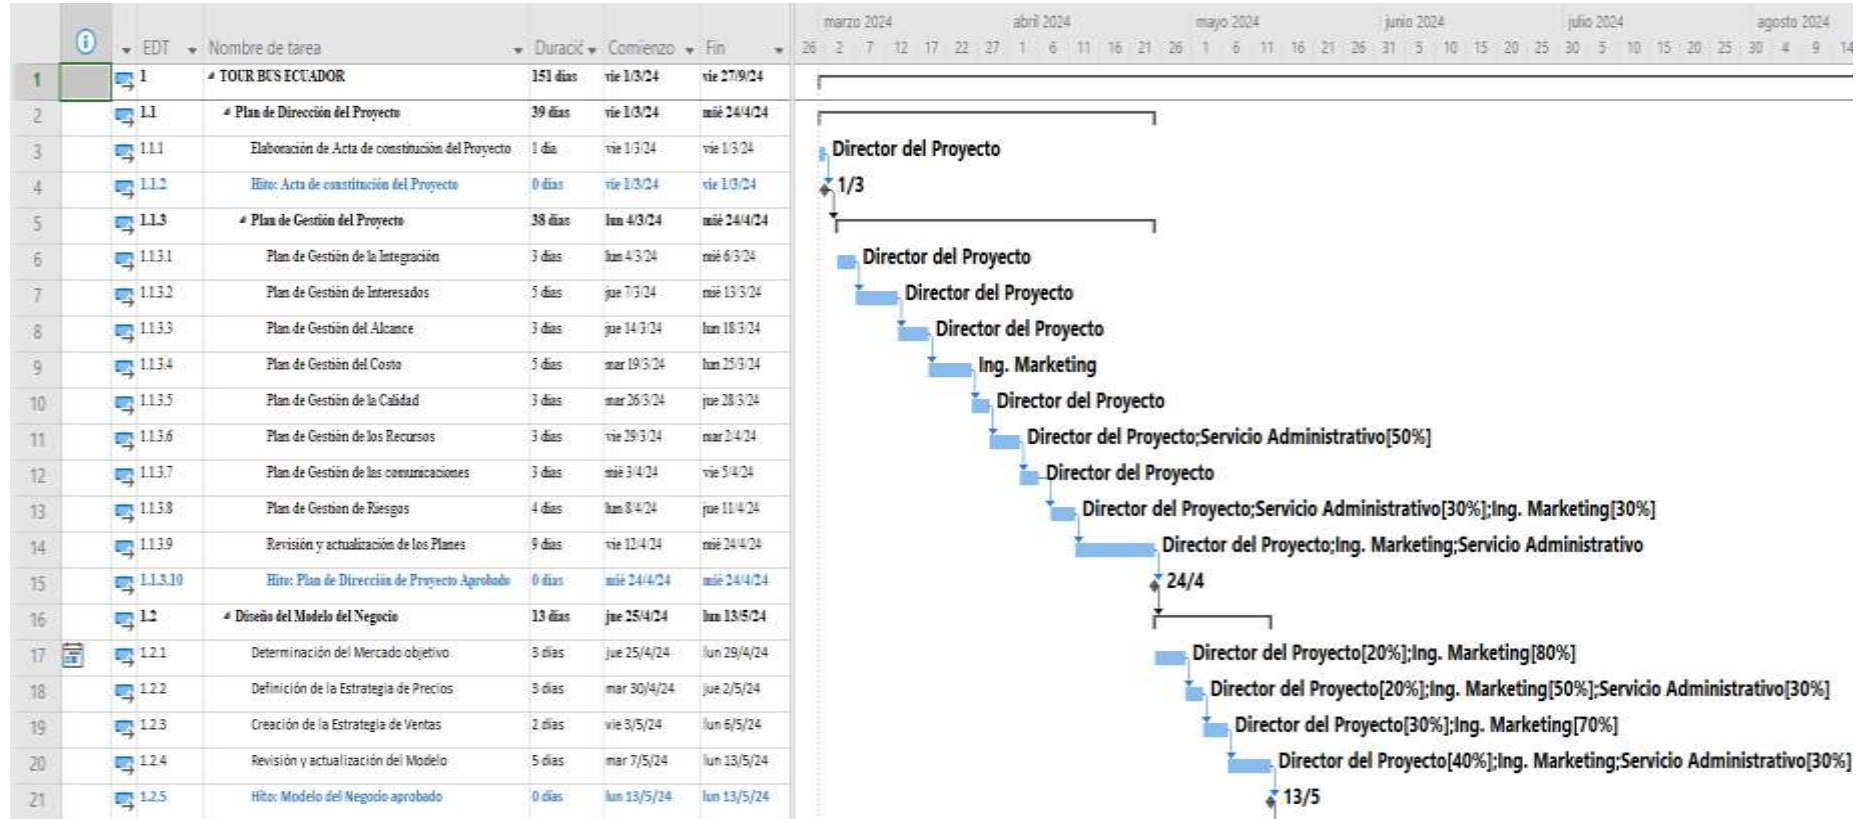 marzo 2024 abril 2024 mayo 2024 junio 2024 julio 2024 agosto 2024
EDT Nombre de tarea Duració Comienzo Fin 26 2 7 12 17 22 27 1 6 11 16 21 26 1 6 11 16 21 26 31 5 10 15 20 25 30 5 10 15 20 25 30 4 9 14
1 1 TOUR BUS ECUADOR 151 días vie 1/3/24 vie 27/9/24
2 1.1 Plan de Dirección del Proyecto 39 días vie 1/3/24 mié 24/4/24
3 1.1.1 Elaboración de Acta de constitución del Proyecto 1 día vie 1/3/24 vie 1/3/24 Director del Proyecto
4 1.1.2 Hito: Acta de constitución del Proyecto 0 días vie 1/3/24 vie 1/3/24 1/3
5 1.1.3 Plan de Gestión del Proyecto 38 días lun 4/3/24 mié 24/4/24
6 1.1.3.1 Plan de Gestión de la Integración 3 días lun 4/3/24 mié 6/3/24 Director del Proyecto
7 1.1.3.2 Plan de Gestión de Interesados 5 días jue 7/3/24 mié 13/3/24 Director del Proyecto
8 1.1.3.3 Plan de Gestión del Alcance 3 días jue 14/3/24 lun 18/3/24 Director del Proyecto
9 1.1.3.4 Plan de Gestión del Costo 5 días mar 19/3/24 lun 25/3/24 Ing. Marketing
10 1.1.3.5 Plan de Gestión de la Calidad 3 días mar 26/3/24 jue 28/3/24 Director del Proyecto
11 1.1.3.6 Plan de Gestión de los Recursos 3 días vie 29/3/24 mar 2/4/24 Director del Proyecto;Servicio Administrativo[50%]
12 1.1.3.7 Plan de Gestión de las comunicaciones 3 días mié 3/4/24 vie 5/4/24 Director del Proyecto
13 1.1.3.8 Plan de Gestion de Riesgos 4 días lun 8/4/24 jue 11/4/24 Director del Proyecto;Servicio Administrativo[30%];Ing. Marketing[30%]
14 1.1.3.9 Revisión y actualización de los Planes 9 días vie 12/4/24 mié 24/4/24 Director del Proyecto;Ing. Marketing;Servicio Administrativo
15 1.1.3.10 Hito: Plan de Dirección de Proyecto Aprobado 0 días mié 24/4/24 mié 24/4/24 24/4
16 1.2 Diseño del Modelo del Negocio 13 días jue 25/4/24 lun 13/5/24
17 1.2.1 Determinación del Mercado objetivo 3 días jue 25/4/24 lun 29/4/24 Director del Proyecto[20%];Ing. Marketing[80%]
18 1.2.2 Definición de la Estrategia de Precios 3 días mar 30/4/24 jue 2/5/24 Director del Proyecto[20%];Ing. Marketing[50%];Servicio Administrativo[30%]
19 1.2.3 Creación de la Estrategia de Ventas 2 días vie 3/5/24 lun 6/5/24 Director del Proyecto[30%];Ing. Marketing[70%]
20 1.2.4 Revisión y actualización del Modelo 5 días mar 7/5/24 lun 13/5/24 Director del Proyecto[40%];Ing. Marketing;Servicio Administrativo[30%]
21 1.2.5 Hito: Modelo del Negocio aprobado 0 días lun 13/5/24 lun 13/5/24 13/5